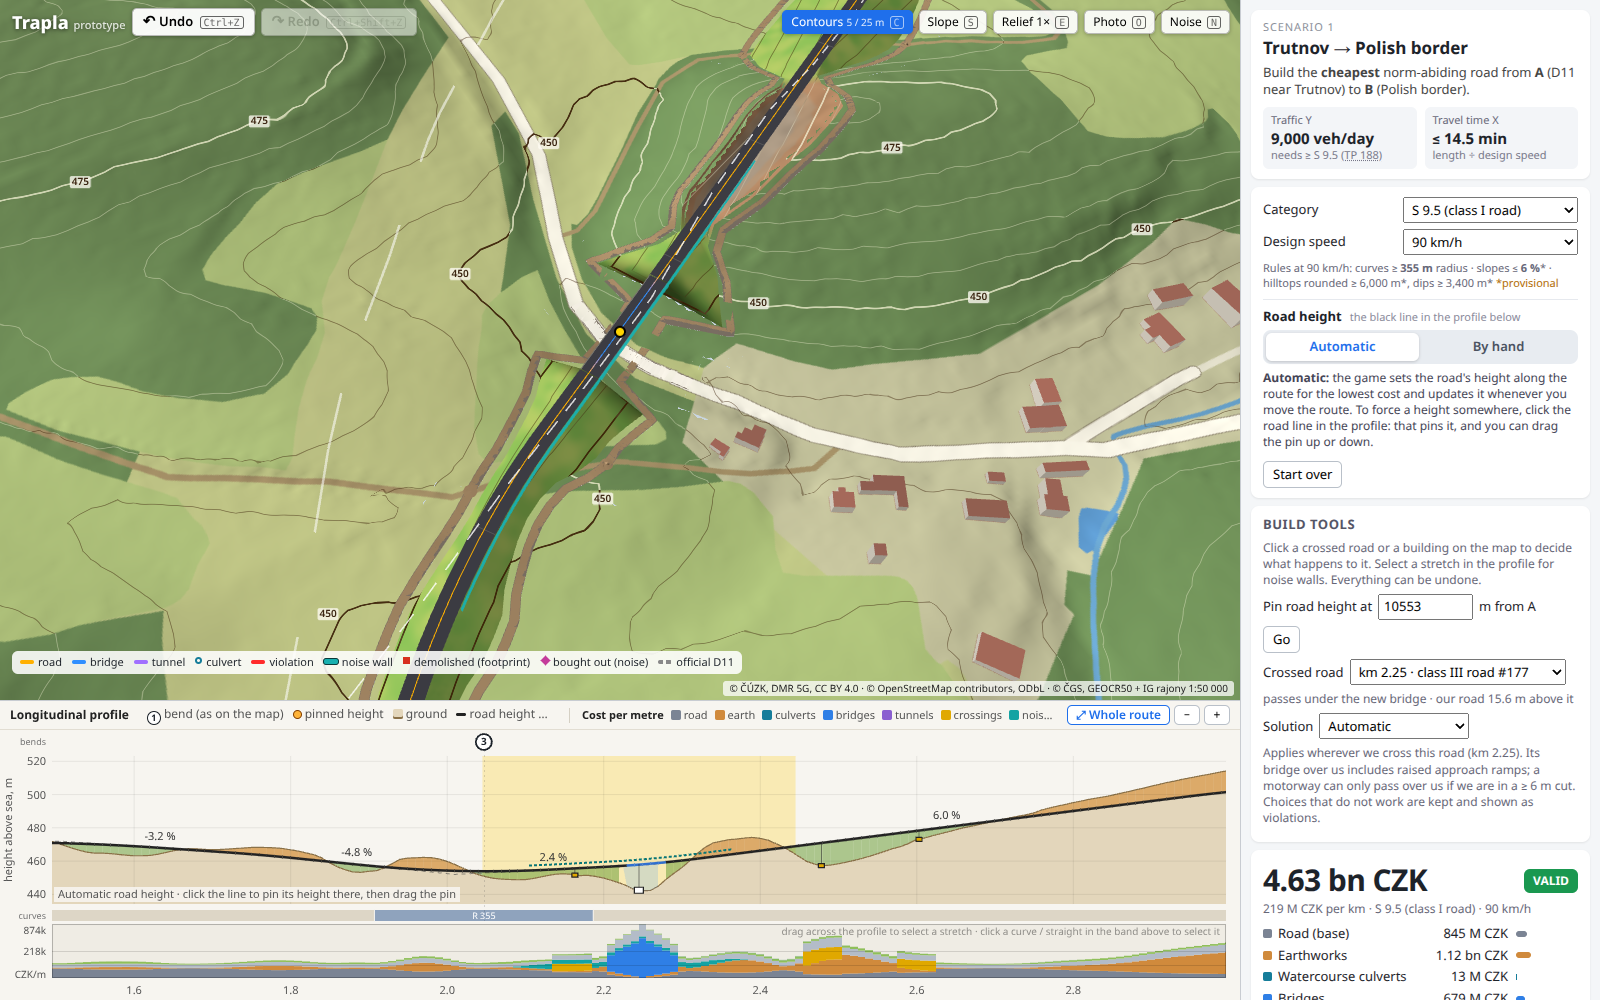 Trapla prototype
↶ Undo Ctrl+Z
↷ Redo Ctrl+Shift+Z
Contours 5 / 25 m C
Slope S
Relief 1× E
Photo O
Noise N
475
450
475
475
450
450
450
450
450
450
road
bridge
tunnel
culvert
violation
noise wall
demolished (footprint)
bought out (noise)
official D11
© ČÚZK, DMR 5G, CC BY 4.0 · © OpenStreetMap contributors, ODbL · © ČGS, GEOCR50 + IG rajony 1:50 000
Longitudinal profile
1 bend (as on the map)
pinned height
ground
road height ...
Cost per metre
road
earth
culverts
bridges
tunnels
crossings
nois...
⤢ Whole route
−
+
bends
3
height above sea, m
520
500
480
460
440
-3.2 %
-4.8 %
2.4 %
6.0 %
Automatic road height · click the line to pin its height there, then drag the pin
curves
R 355
874k
218k
CZK/m
drag across the profile to select a stretch · click a curve / straight in the band above to select it
1.6
1.8
2.0
2.2
2.4
2.6
2.8
SCENARIO 1
Trutnov → Polish border
Build the cheapest norm-abiding road from A (D11
near Trutnov) to B (Polish border).
Traffic Y
9,000 veh/day
needs ≥ S 9.5 (TP 188)
Travel time X
≤ 14.5 min
length ÷ design speed
Category
S 9.5 (class I road)
Design speed
90 km/h
Rules at 90 km/h: curves ≥ 355 m radius · slopes ≤ 6 %* ·
hilltops rounded ≥ 6,000 m*, dips ≥ 3,400 m* *provisional
Road height the black line in the profile below
Automatic
By hand
Automatic: the game sets the road's height along the
route for the lowest cost and updates it whenever you
move the route. To force a height somewhere, click the
road line in the profile: that pins it, and you can drag
the pin up or down.
Start over
BUILD TOOLS
Click a crossed road or a building on the map to decide
what happens to it. Select a stretch in the profile for
noise walls. Everything can be undone.
Pin road height at 10553 m from A
Go
Crossed road km 2.25 · class III road #177
passes under the new bridge · our road 15.6 m above it
Solution Automatic
Applies wherever we cross this road (km 2.25). Its
bridge over us includes raised approach ramps; a
motorway can only pass over us if we are in a ≥ 6 m cut.
Choices that do not work are kept and shown as
violations.
4.63 bn CZK
VALID
219 M CZK per km · S 9.5 (class I road) · 90 km/h
Road (base) 845 M CZK
Earthworks 1.12 bn CZK
Watercourse culverts 13 M CZK
Bridges 679 M CZK